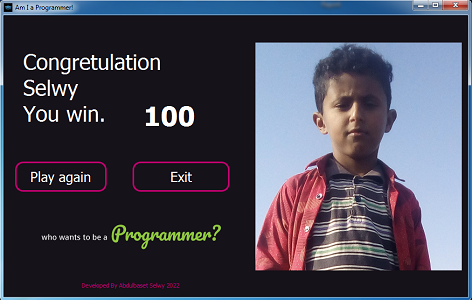 Am I a Programmer!
Congretulation
Selwy
You win.
100
Play again
Exit
who wants to be a Programmer?
Developed By Abdulbaset Selwy 2022